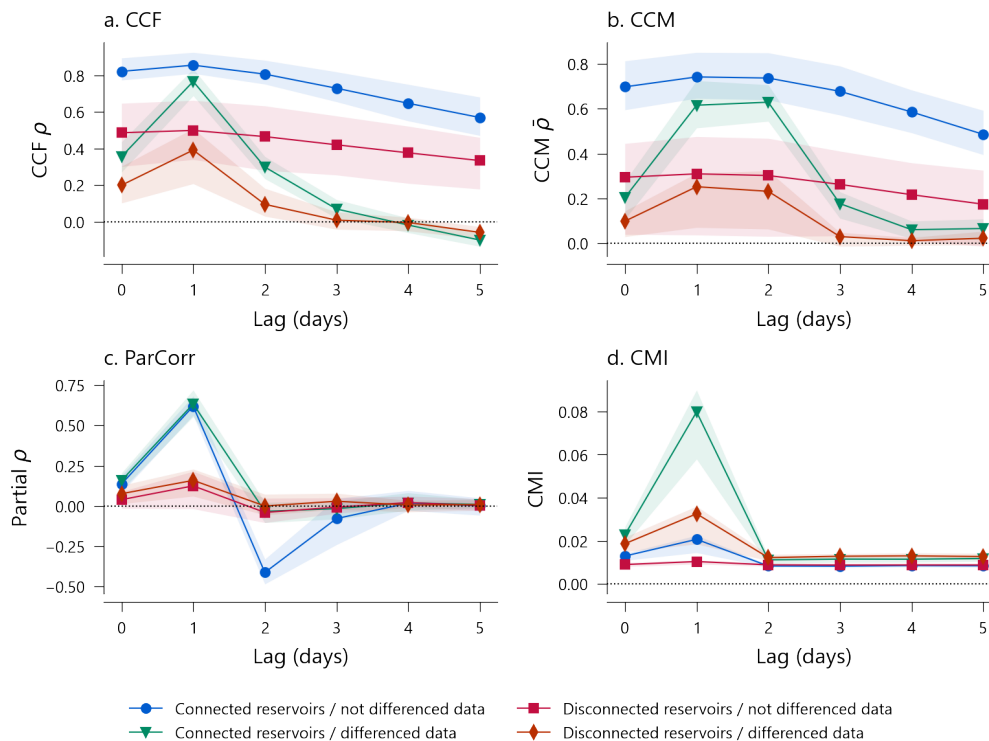 a. CCF
b. CCM
0.8
0.6
0.4
0.2
0.0
CCF ρ
0 1 2 3 4 5
Lag (days)
0.8
0.6
0.4
0.2
0.0
CCM ρ̄
0 1 2 3 4 5
Lag (days)
c. ParCorr
d. CMI
0.75
0.50
0.25
0.00
−0.25
−0.50
Partial ρ
0 1 2 3 4 5
Lag (days)
0.08
0.06
0.04
0.02
0.00
CMI
0 1 2 3 4 5
Lag (days)
Connected reservoirs / not differenced data
Disconnected reservoirs / not differenced data
Connected reservoirs / differenced data
Disconnected reservoirs / differenced data